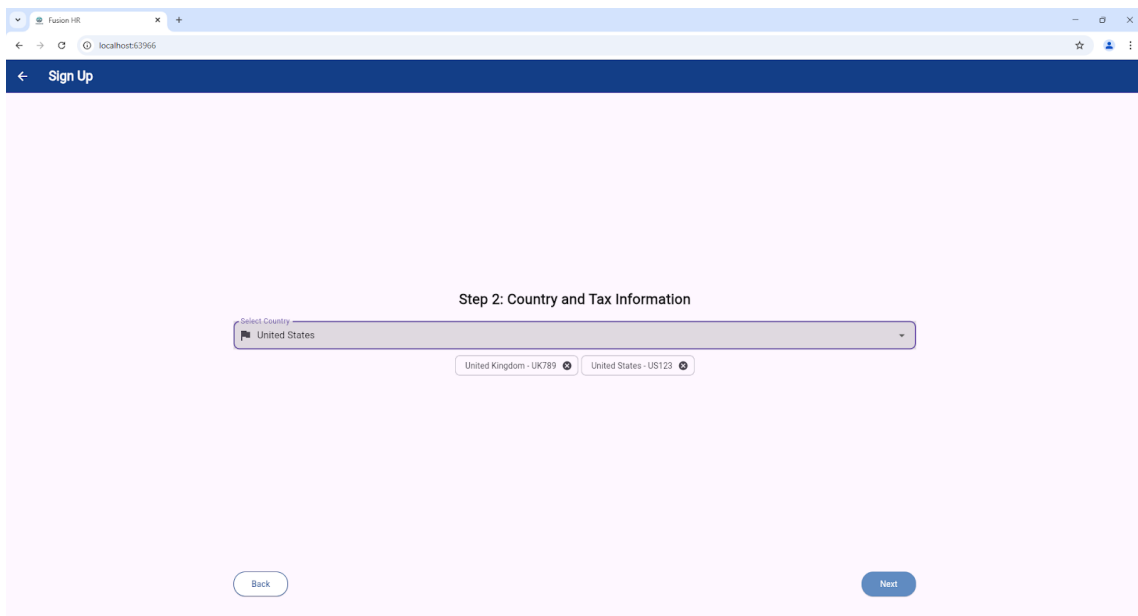 Fusion HR
localhost:63966
Sign Up
Step 2: Country and Tax Information
Select Country
United States
United Kingdom - UK789
United States - US123
Back
Next